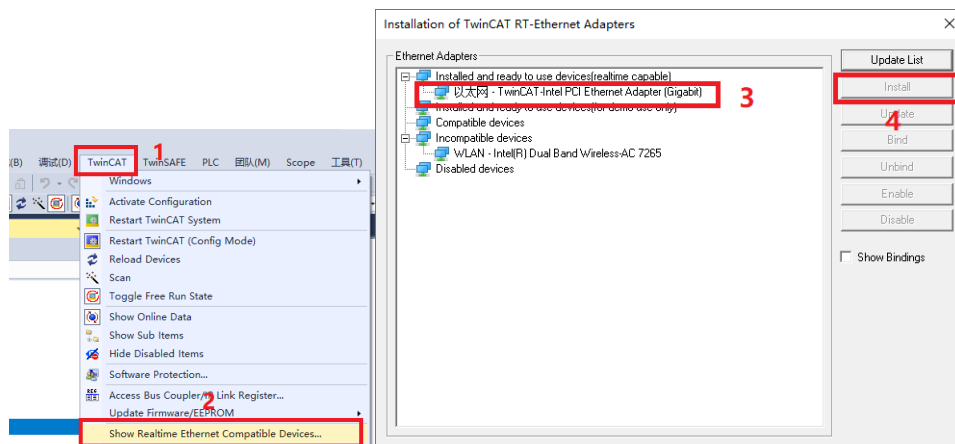 Installation of TwinCAT RT-Ethernet Adapters
Ethernet Adapters
Installed and ready to use devices(realtime capable)
以太网 - TwinCAT-Intel PCI Ethernet Adapter (Gigabit)
3
Installed and ready to use devices(for demo use only)
Compatible devices
Incompatible devices
WLAN - Intel(R) Dual Band Wireless-AC 7265
Disabled devices
Update List
Install
Update
4
Bind
Unbind
Enable
Disable
Show Bindings
1
(B) 调试(D) TwinCAT TwinSAFE PLC 团队(M) Scope 工具(T)
Windows
Activate Configuration
Restart TwinCAT System
Restart TwinCAT (Config Mode)
Reload Devices
Scan
Toggle Free Run State
Show Online Data
Show Sub Items
Hide Disabled Items
Software Protection...
Access Bus Coupler/IP Link Register...
2
Update Firmware/EEPROM
Show Realtime Ethernet Compatible Devices...